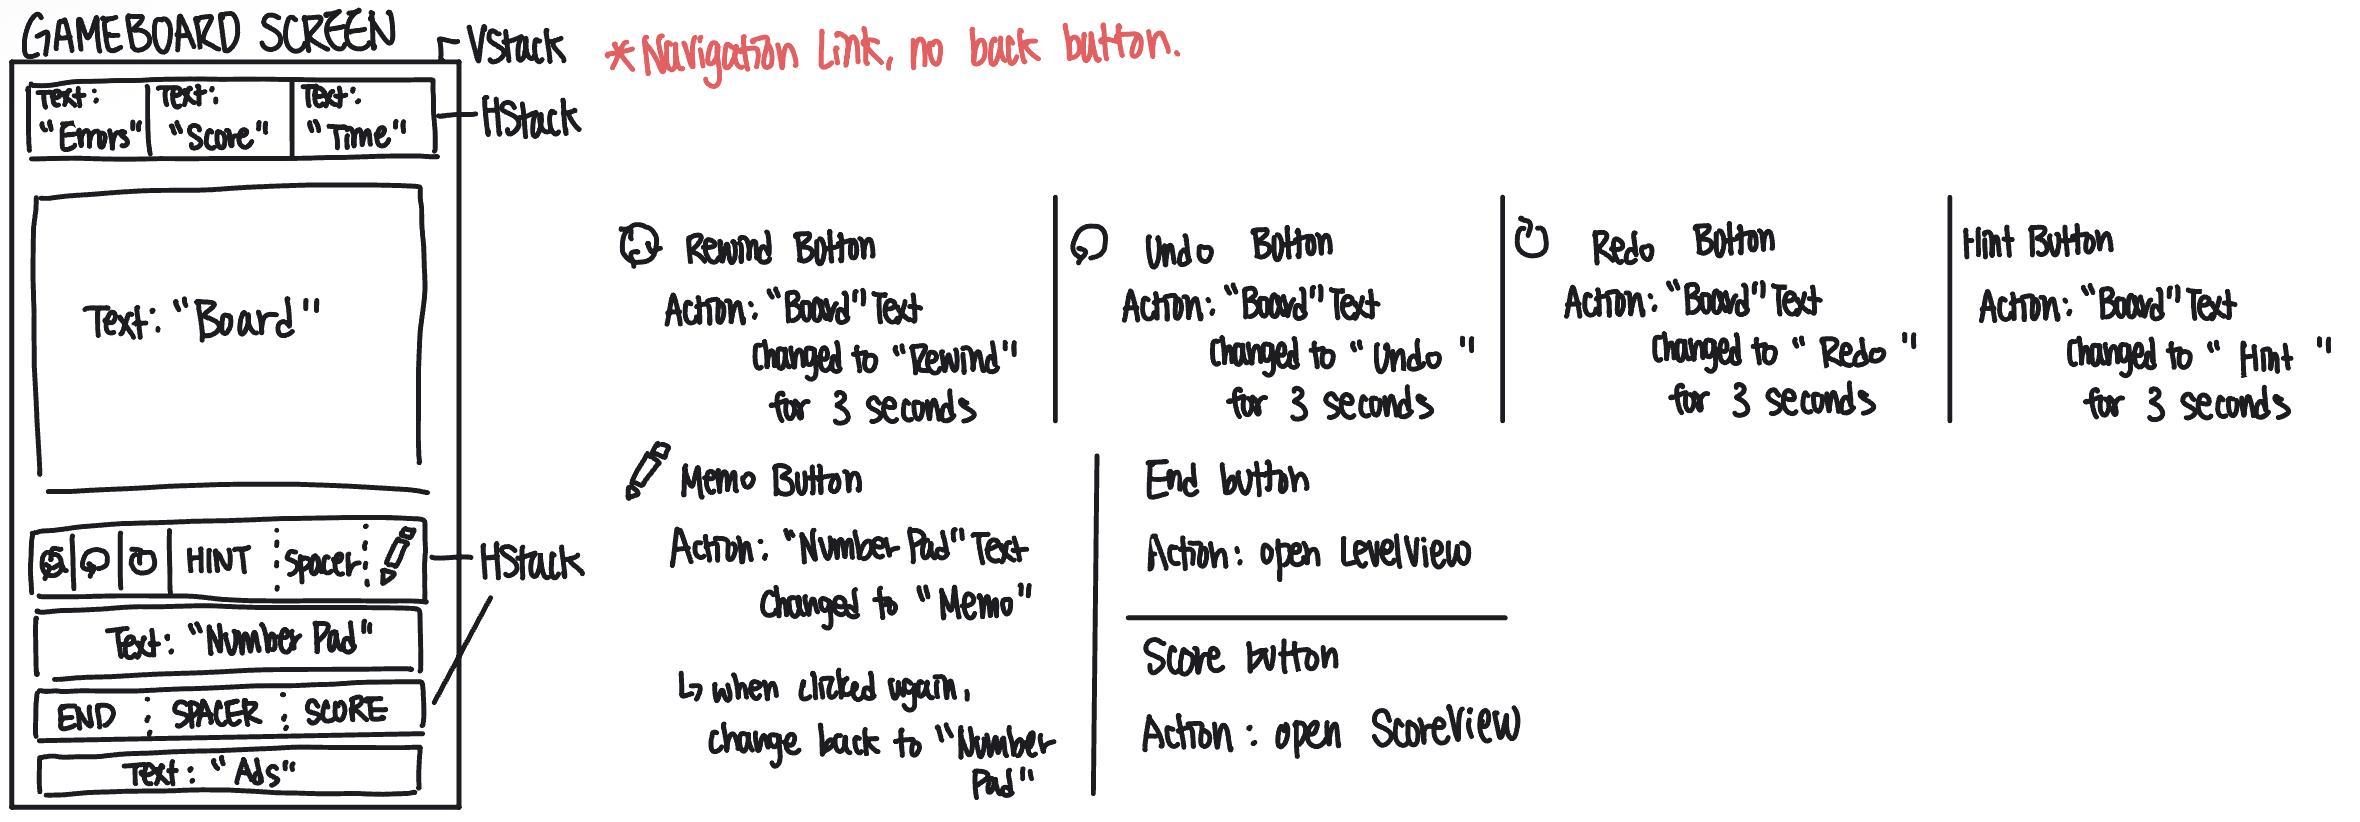 GAMEBOARD SCREEN
VStack
*Navigation Link, no back button.
Text: "Errors"
Text: "Score"
Text: "Time"
HStack
Text: "Board"
HINT
Spacer
HStack
Text: "Number Pad"
END
SPACER
SCORE
Text: "Ads"
Rewind Button
Action: "Board" Text
changed to "Rewind"
for 3 seconds
Undo Button
Action: "Board" Text
changed to "Undo"
for 3 seconds
Redo Button
Action: "Board" Text
changed to "Redo"
for 3 seconds
Hint Button
Action: "Board" Text
changed to "Hint"
for 3 seconds
Memo Button
Action: "Number Pad" Text
changed to "Memo"
↳ when clicked again,
change back to "Number
Pad"
End button
Action: open LevelView
Score button
Action: open ScoreView